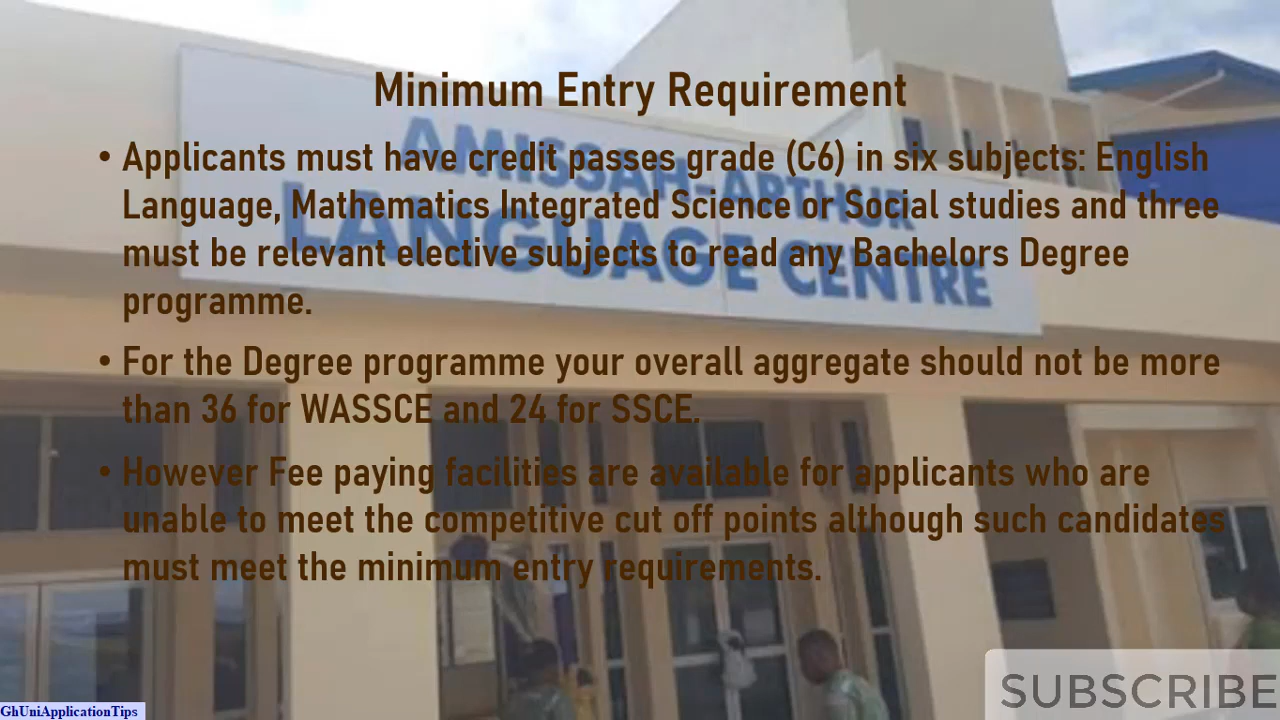 Minimum Entry Requirement
• Applicants must have credit passes grade (C6) in six subjects: English
Language, Mathematics Integrated Science or Social studies and three
must be relevant elective subjects to read any Bachelors Degree
programme.
• For the Degree programme your overall aggregate should not be more
than 36 for WASSCE and 24 for SSCE.
• However Fee paying facilities are available for applicants who are
unable to meet the competitive cut off points although such candidates
must meet the minimum entry requirements.
AMISSAH-ARTHUR
LANGUAGE CENTRE
SUBSCRIBE
GhUniApplicationTips